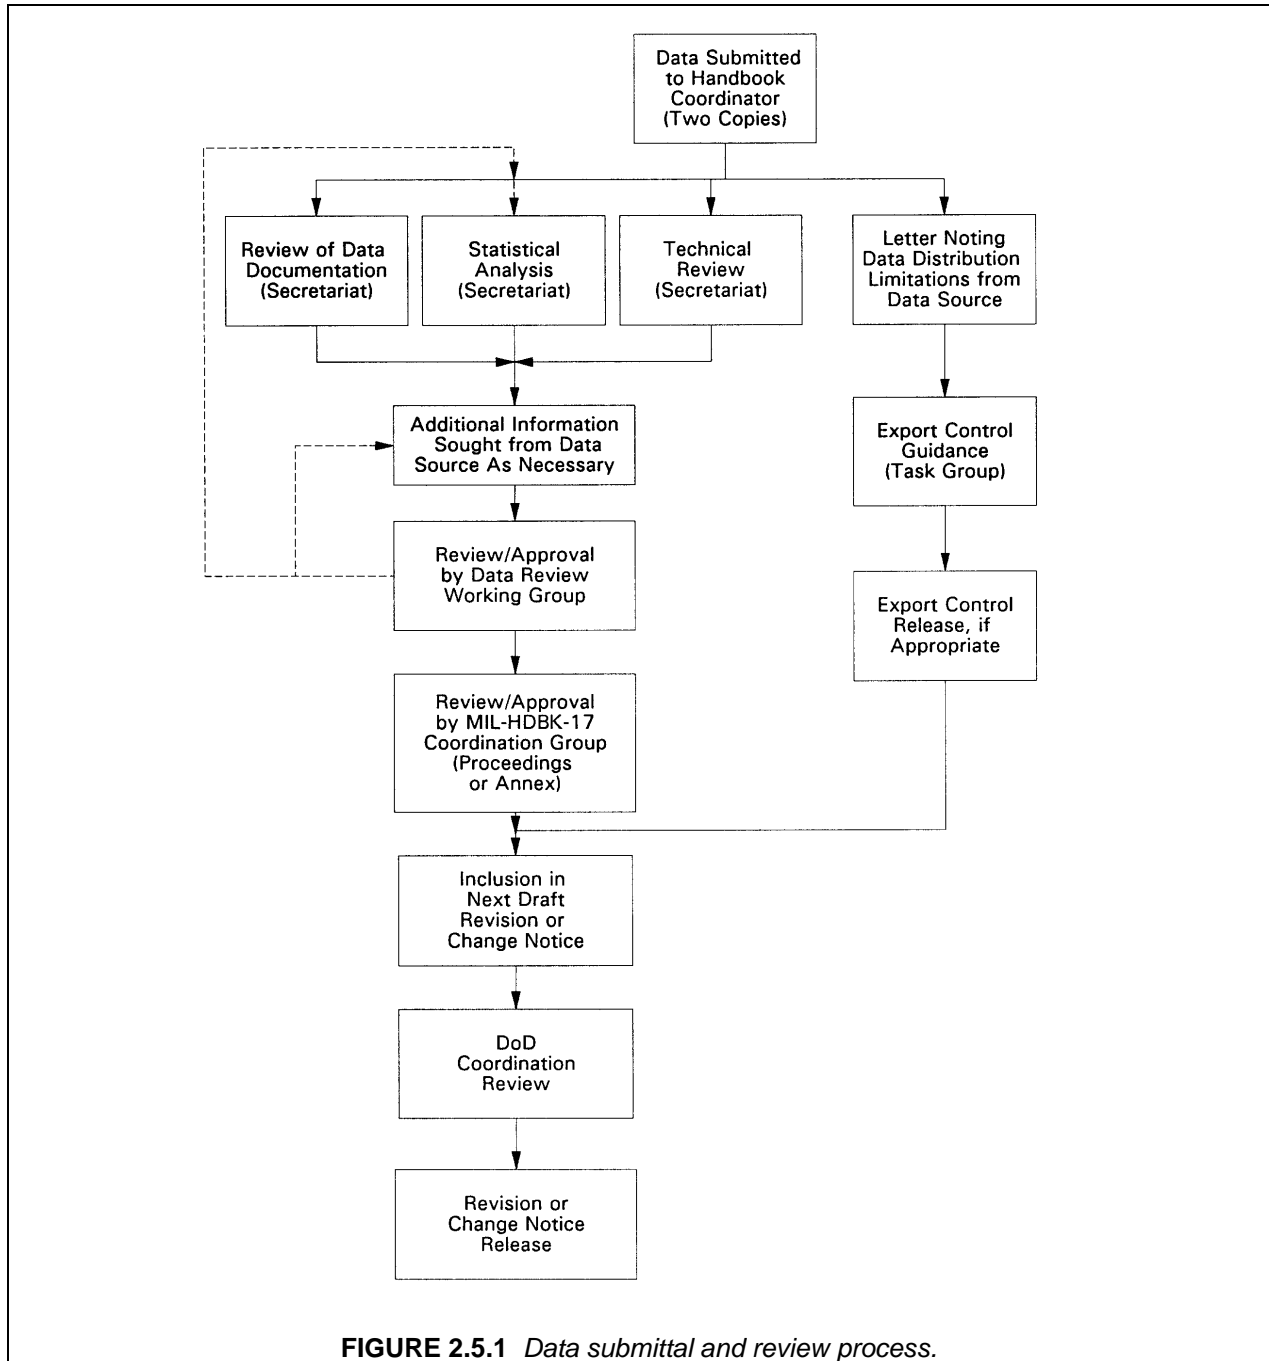 Data Submitted
to Handbook
Coordinator
(Two Copies)
Review of Data
Documentation
(Secretariat)
Statistical
Analysis
(Secretariat)
Technical
Review
(Secretariat)
Letter Noting
Data Distribution
Limitations from
Data Source
Additional Information
Sought from Data
Source As Necessary
Export Control
Guidance
(Task Group)
Review/Approval
by Data Review
Working Group
Export Control
Release, if
Appropriate
Review/Approval
by MIL-HDBK-17
Coordination Group
(Proceedings
or Annex)
Inclusion in
Next Draft
Revision or
Change Notice
DoD
Coordination
Review
Revision or
Change Notice
Release
FIGURE 2.5.1 Data submittal and review process.